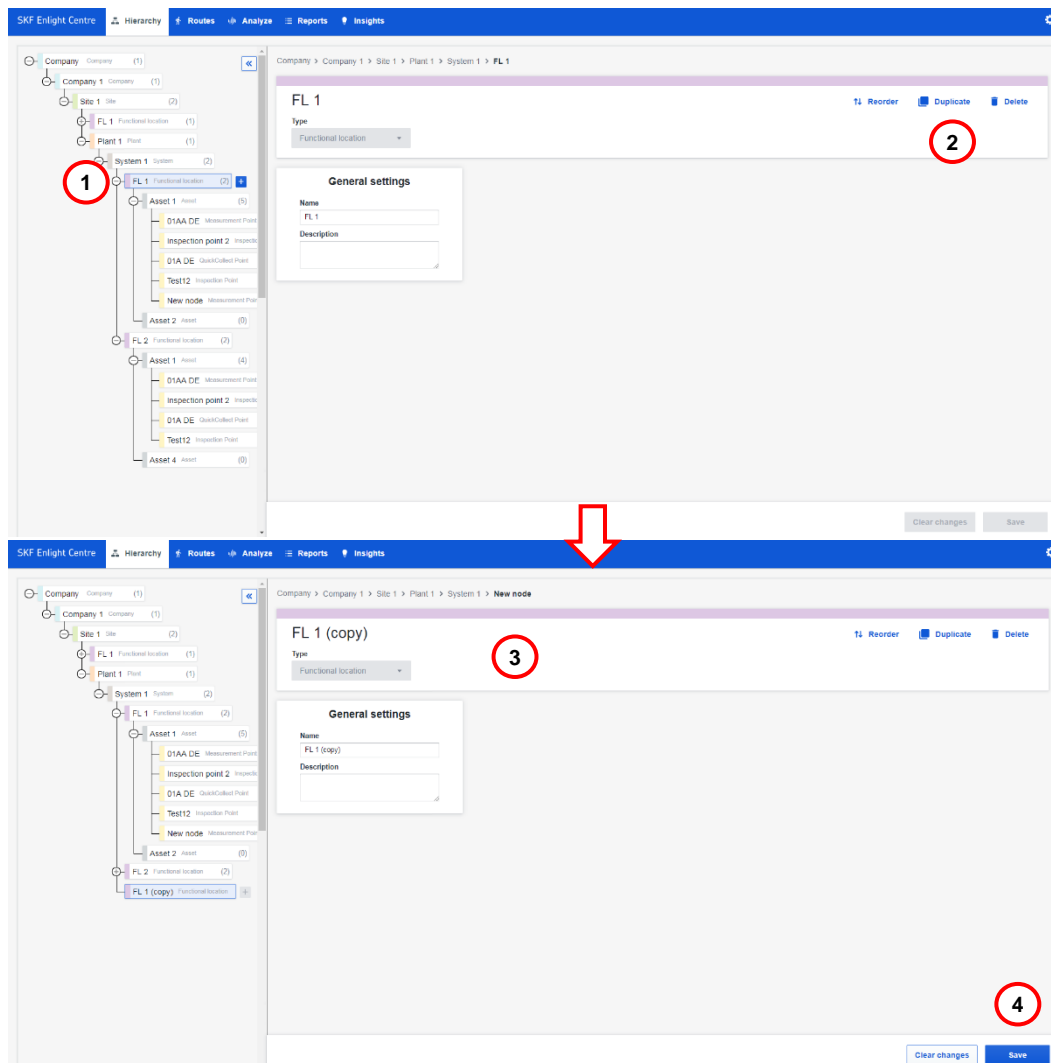 SKF Enlight Centre Hierarchy Routes Analyze Reports Insights
Company Company (1)
Company 1 Company (1)
Site 1 Site (2)
FL 1 Functional location (1)
Plant 1 Plant (1)
System 1 System (2)
1
FL 1 Functional location (2) +
Asset 1 Asset (5)
01AA DE Measurement Point
Inspection point 2 Inspectio
01A DE QuickCollect Point
Test12 Inspection Point
New node Measurement Poin
Asset 2 Asset (0)
FL 2 Functional location (2)
Asset 1 Asset (4)
01AA DE Measurement Point
Inspection point 2 Inspectio
01A DE QuickCollect Point
Test12 Inspection Point
Asset 4 Asset (0)
Company > Company 1 > Site 1 > Plant 1 > System 1 > FL 1
FL 1
Reorder Duplicate Delete
Type
Functional location
2
General settings
Name
FL 1
Description
Clear changes Save
SKF Enlight Centre Hierarchy Routes Analyze Reports Insights
Company Company (1)
Company 1 Company (1)
Site 1 Site (2)
FL 1 Functional location (1)
Plant 1 Plant (1)
System 1 System (2)
FL 1 Functional location (2)
Asset 1 Asset (5)
01AA DE Measurement Point
Inspection point 2 Inspectio
01A DE QuickCollect Point
Test12 Inspection Point
New node Measurement Poin
Asset 2 Asset (0)
FL 2 Functional location (2)
FL 1 (copy) Functional location +
Company > Company 1 > Site 1 > Plant 1 > System 1 > New node
FL 1 (copy)
Reorder Duplicate Delete
Type
Functional location
3
General settings
Name
FL 1 (copy)
Description
4
Clear changes Save